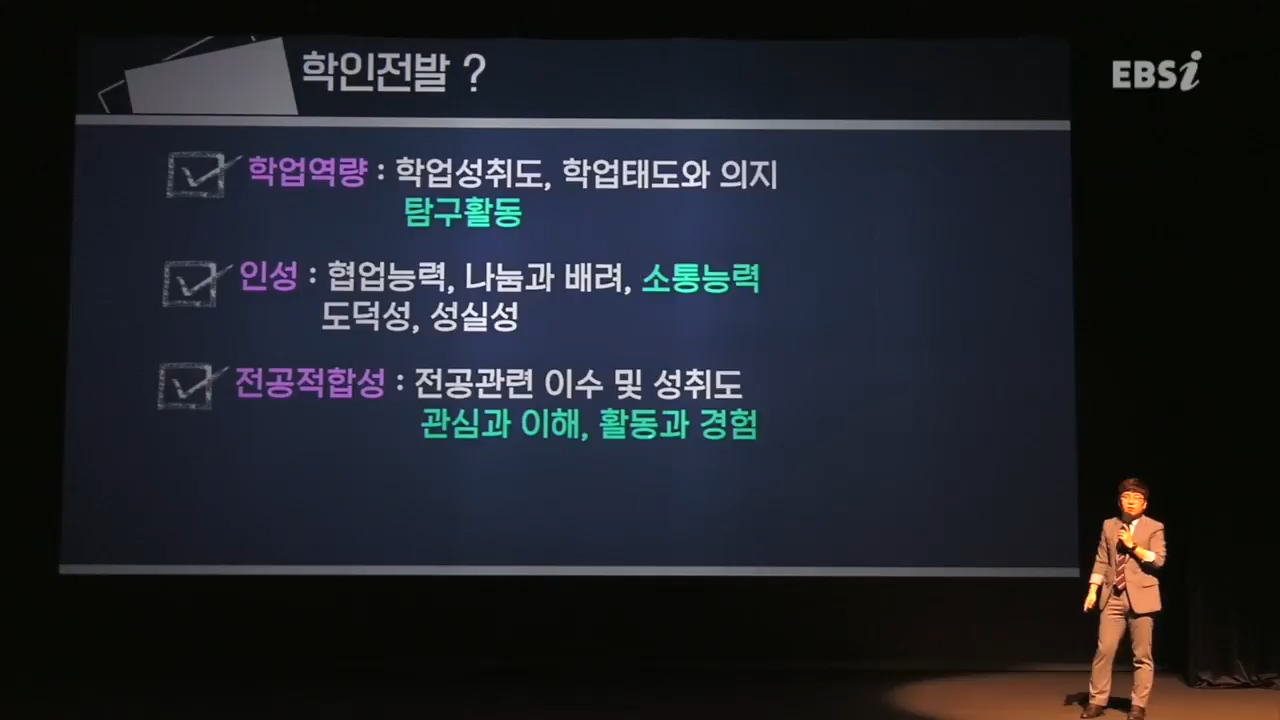 학인전발 ?
EBSi
학업역량 : 학업성취도, 학업태도와 의지
탐구활동
인성 : 협업능력, 나눔과 배려, 소통능력
도덕성, 성실성
전공적합성 : 전공관련 이수 및 성취도
관심과 이해, 활동과 경험